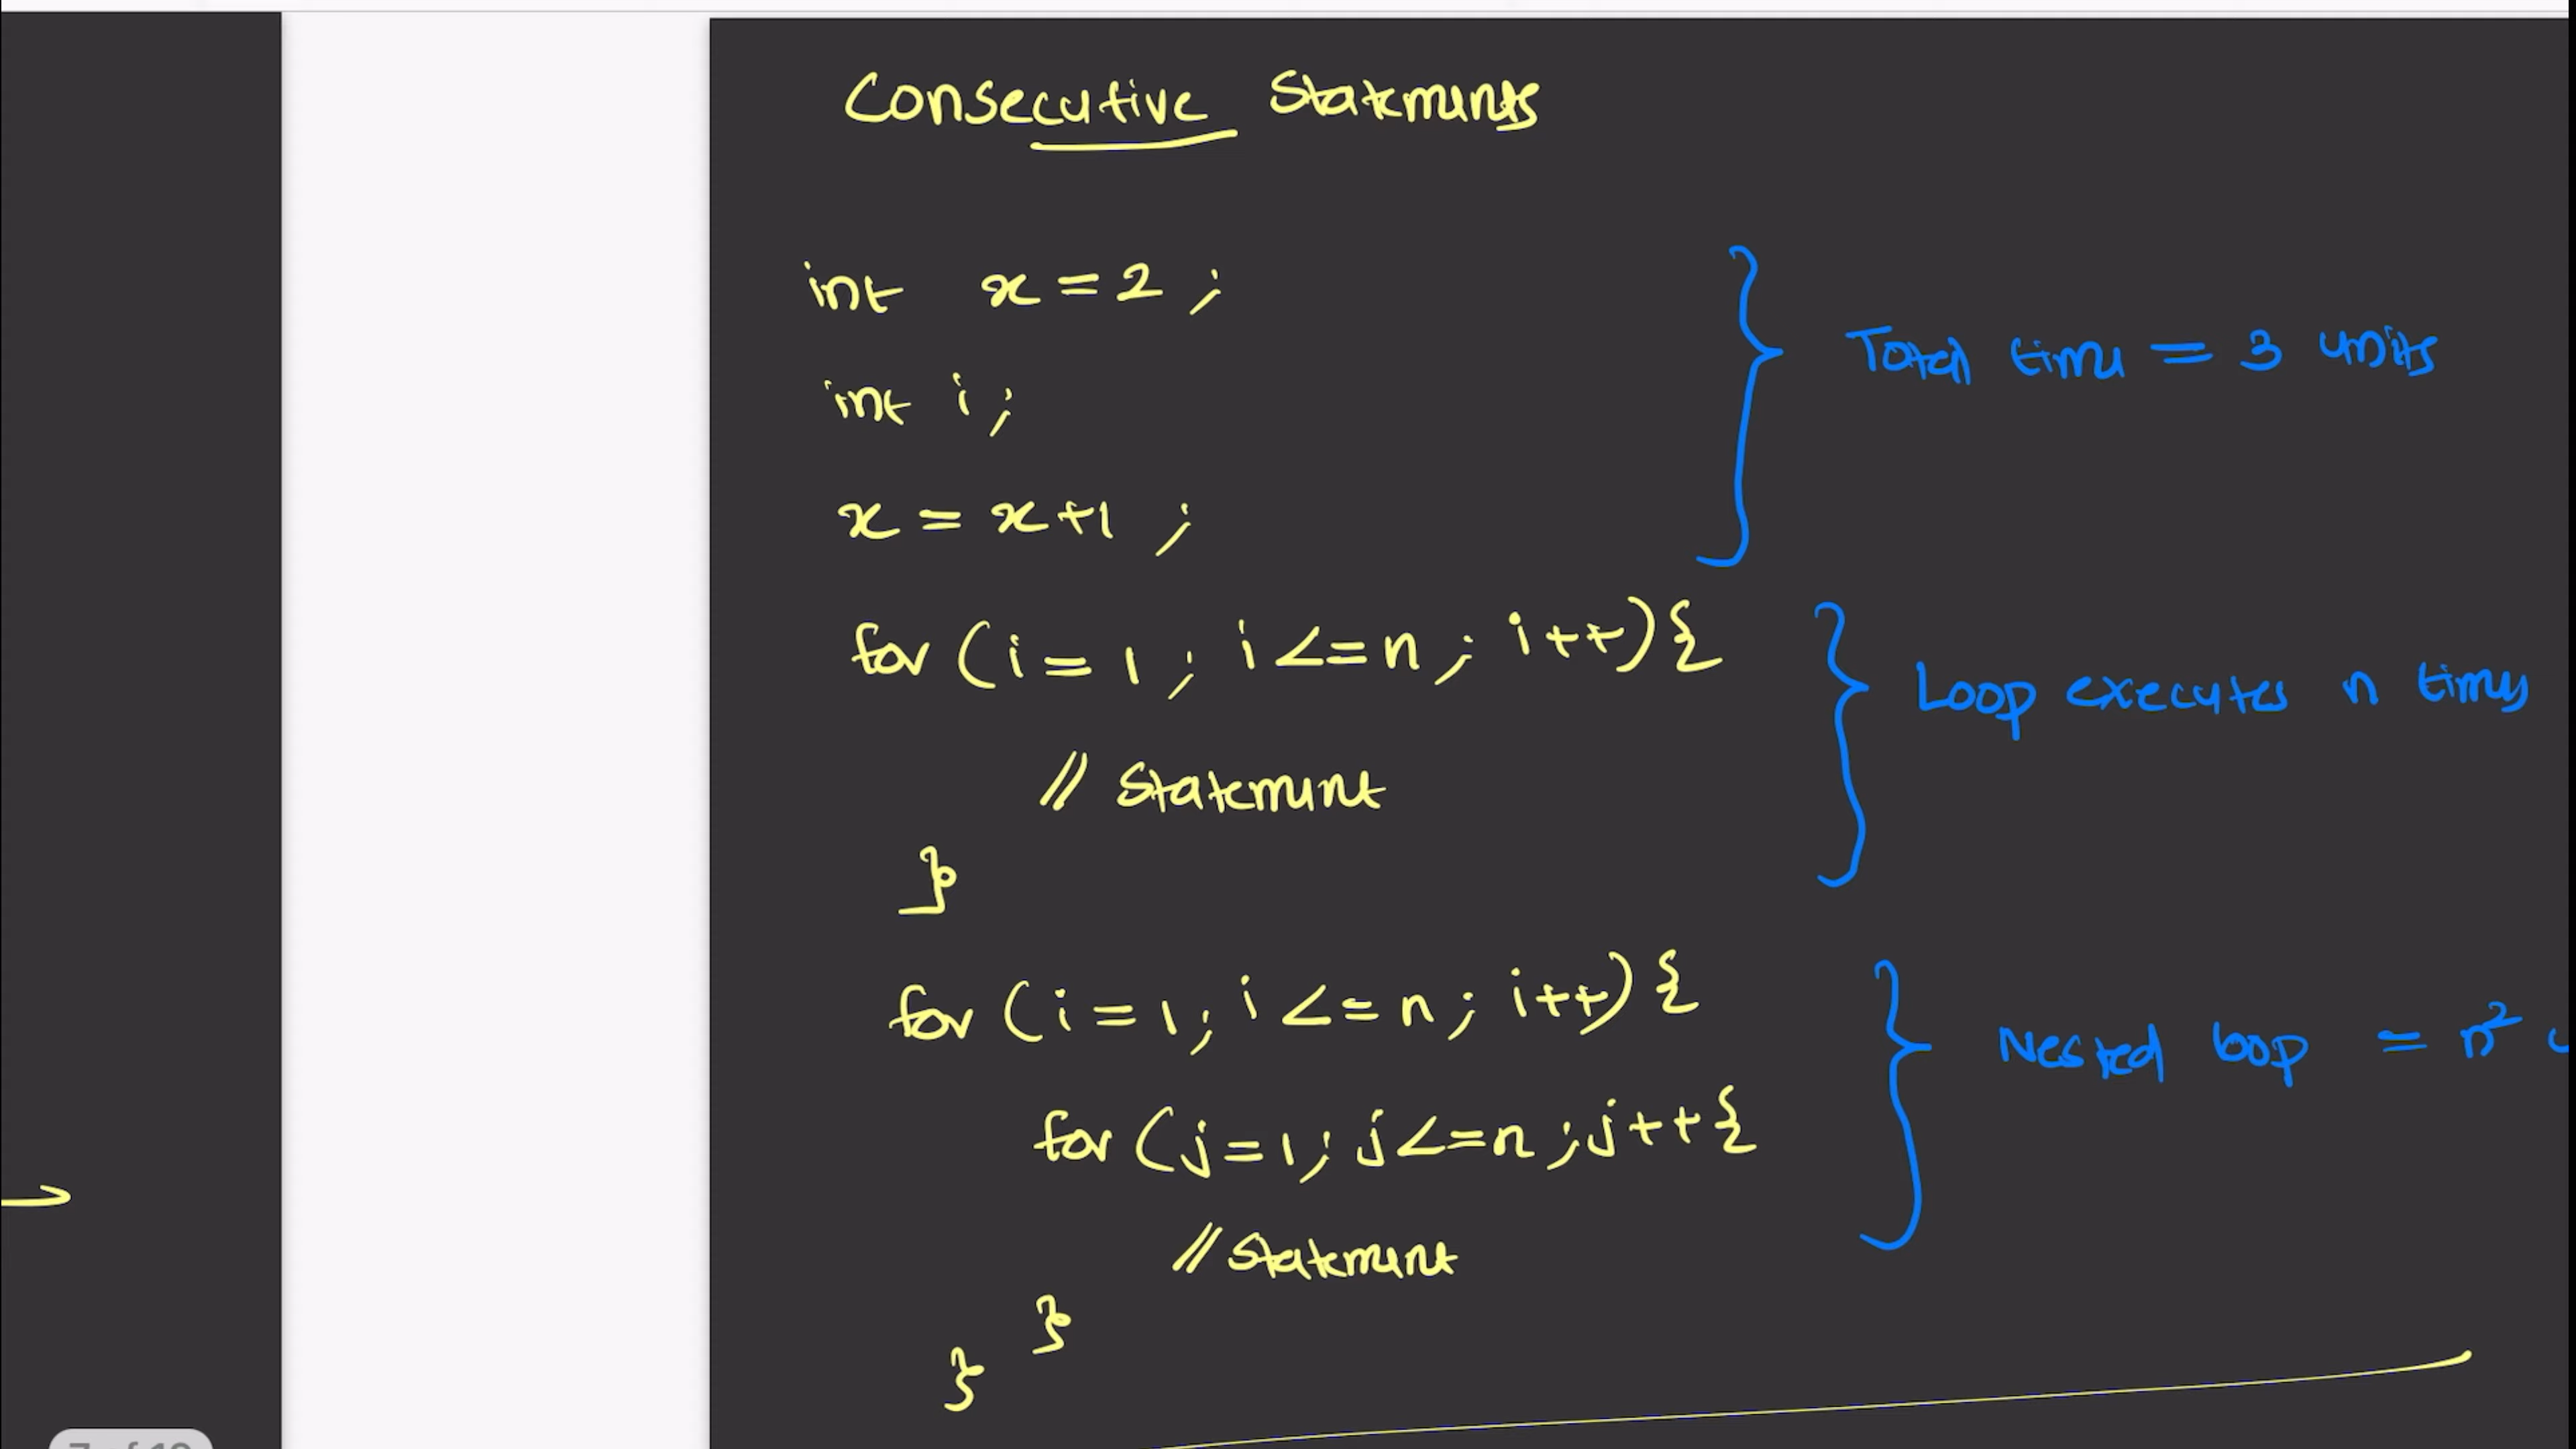 Consecutive Statements
int x = 2 ;
int i ;
x = x+1 ;
Total time = 3 units
for (i = 1 ; i <= n ; i++){
// Statement
}
Loop executes n times
for (i = 1; i <= n; i++) {
for (j = 1; j <= n ; j++{
// Statement
}
}
Nested loop = n²